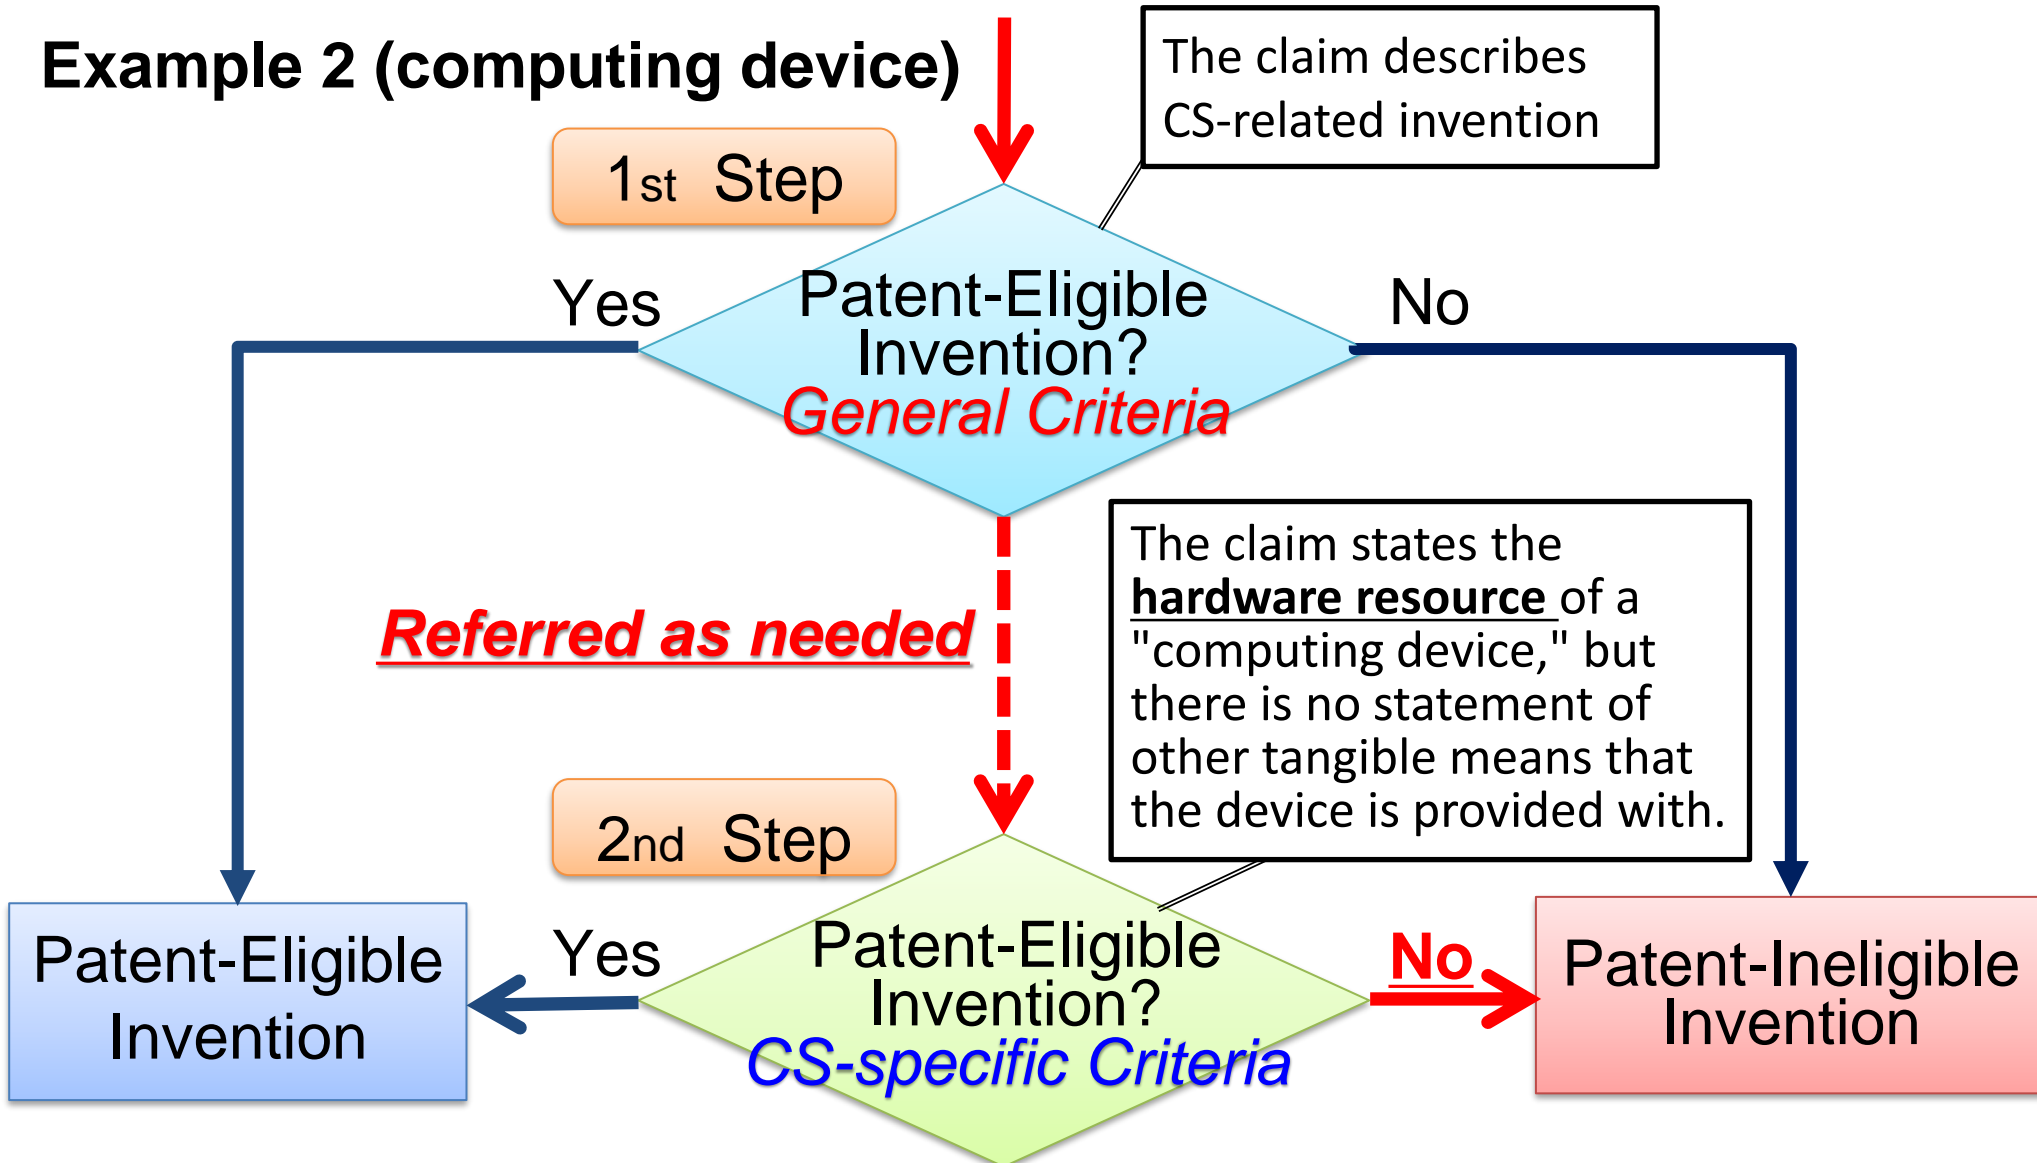 Example 2 (computing device)
The claim describes
CS-related invention
1st Step
Yes
Patent-Eligible
Invention?
General Criteria
No
Referred as needed
The claim states the
hardware resource of a
"computing device," but
there is no statement of
other tangible means that
the device is provided with.
2nd Step
Patent-Eligible
Invention
Yes
Patent-Eligible
Invention?
CS-specific Criteria
No
Patent-Ineligible
Invention